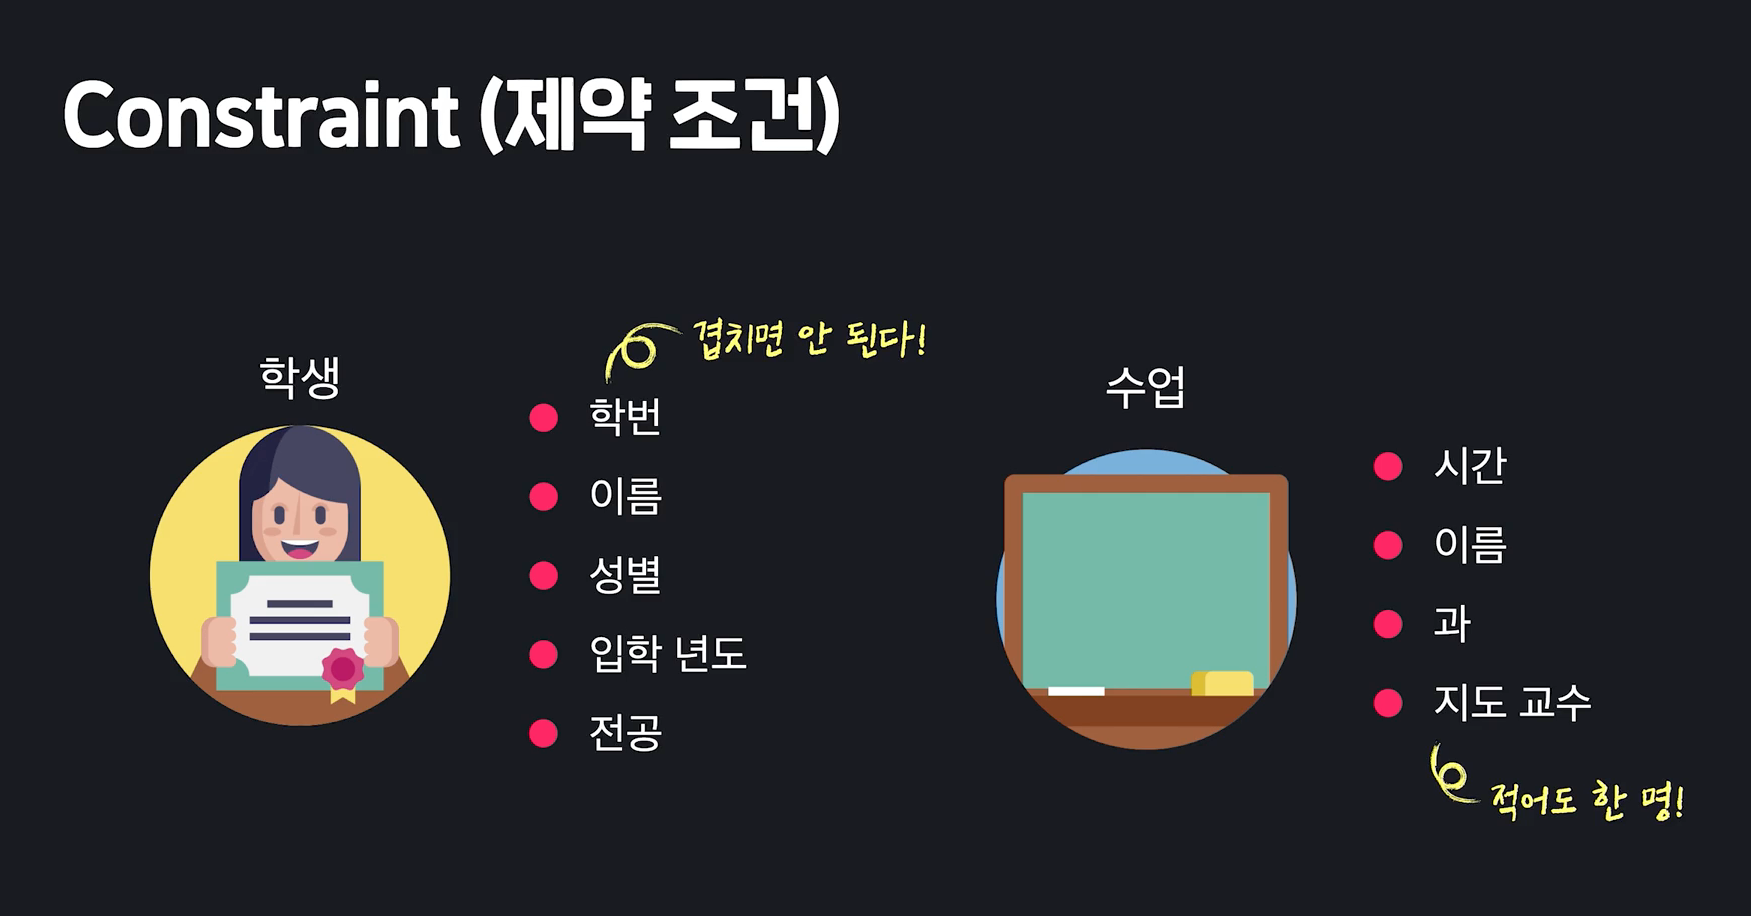 Constraint (제약 조건)
학생
겹치면 안 된다!
학번
이름
성별
입학 년도
전공
수업
시간
이름
과
지도 교수
적어도 한 명!